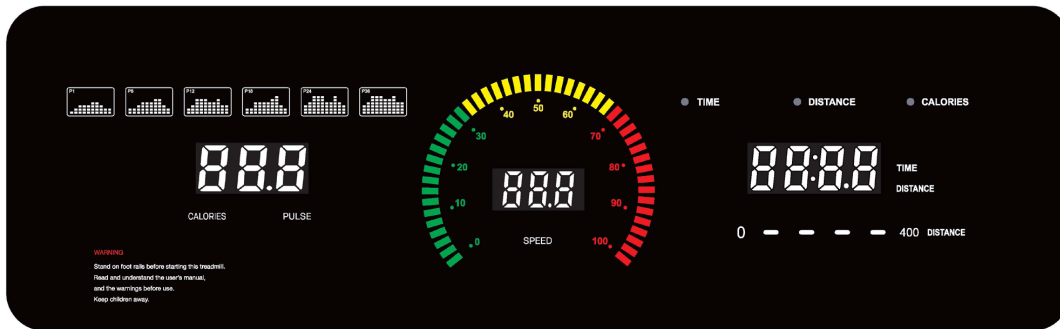 P1 P6 P12 P18 P24 P36
88.8
CALORIES PULSE
WARNING
Stand on foot rails before starting this treadmill.
Read and understand the user's manual,
and the warnings before use.
Keep children away.
0 10 20 30 40 50 60 70 80 90 100
88.8
SPEED
TIME DISTANCE CALORIES
88:8.8
TIME
DISTANCE
0 – – – – 400 DISTANCE